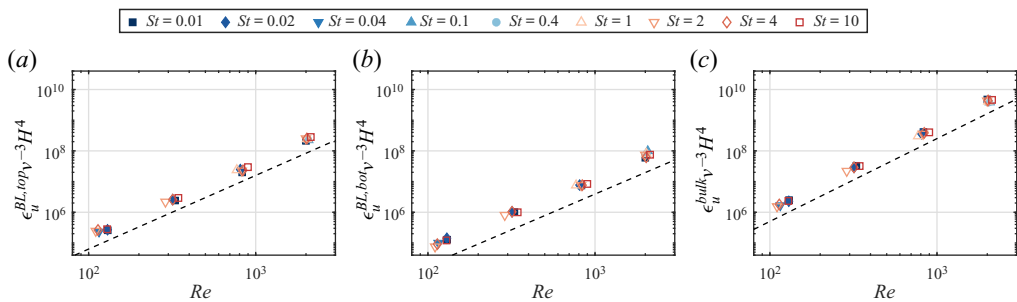 St = 0.01 St = 0.02 St = 0.04 St = 0.1 St = 0.4 St = 1 St = 2 St = 4 St = 10
(a) (b) (c)
10^10 10^10 10^10
10^8 10^8 10^8
10^6 10^6 10^6
ϵ_u^{BL,top} ν^{−3} H^4 ϵ_u^{BL,bot} ν^{−3} H^4 ϵ_u^{bulk} ν^{−3} H^4
10^2 10^3 10^2 10^3 10^2 10^3
Re Re Re